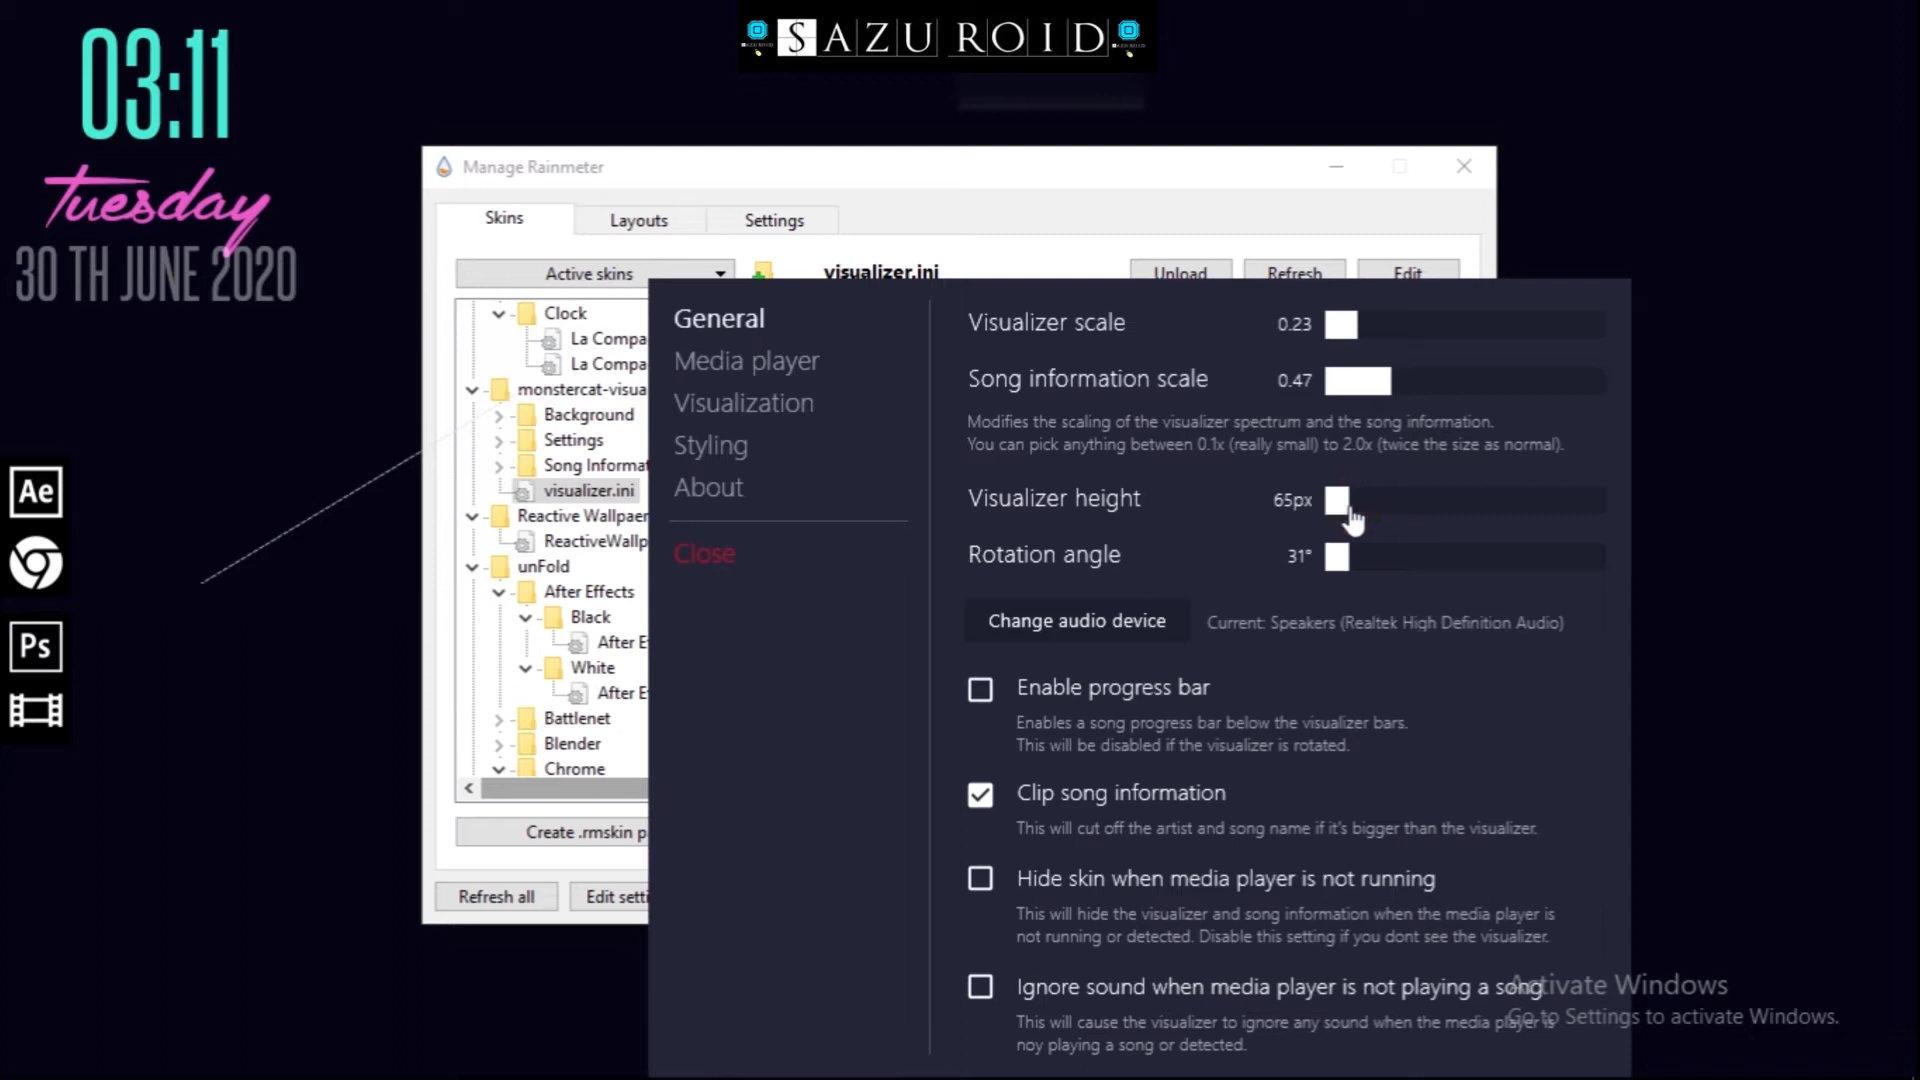 SAZU ROID
03:11
Tuesday
30 TH JUNE 2020
Ae
Ps
Manage Rainmeter
Skins
Layouts
Settings
Active skins
visualizer.ini
Unload
Refresh
Edit
Clock
La Compa
La Compa
monstercat-visua
Background
Settings
Song Informat
visualizer.ini
Reactive Wallpaer
ReactiveWallp
unFold
After Effects
Black
After E
White
After E
Battlenet
Blender
Chrome
Create .rmskin p
Refresh all
Edit setti
General
Media player
Visualization
Styling
About
Close
Visualizer scale 0.23
Song information scale 0.47
Modifies the scaling of the visualizer spectrum and the song information.
You can pick anything between 0.1x (really small) to 2.0x (twice the size as normal).
Visualizer height 65px
Rotation angle 31°
Change audio device Current: Speakers (Realtek High Definition Audio)
Enable progress bar
Enables a song progress bar below the visualizer bars.
This will be disabled if the visualizer is rotated.
Clip song information
This will cut off the artist and song name if it's bigger than the visualizer.
Hide skin when media player is not running
This will hide the visualizer and song information when the media player is
not running or detected. Disable this setting if you dont see the visualizer.
Ignore sound when media player is not playing a song
This will cause the visualizer to ignore any sound when the media player is
noy playing a song or detected.
Activate Windows
Go to Settings to activate Windows.